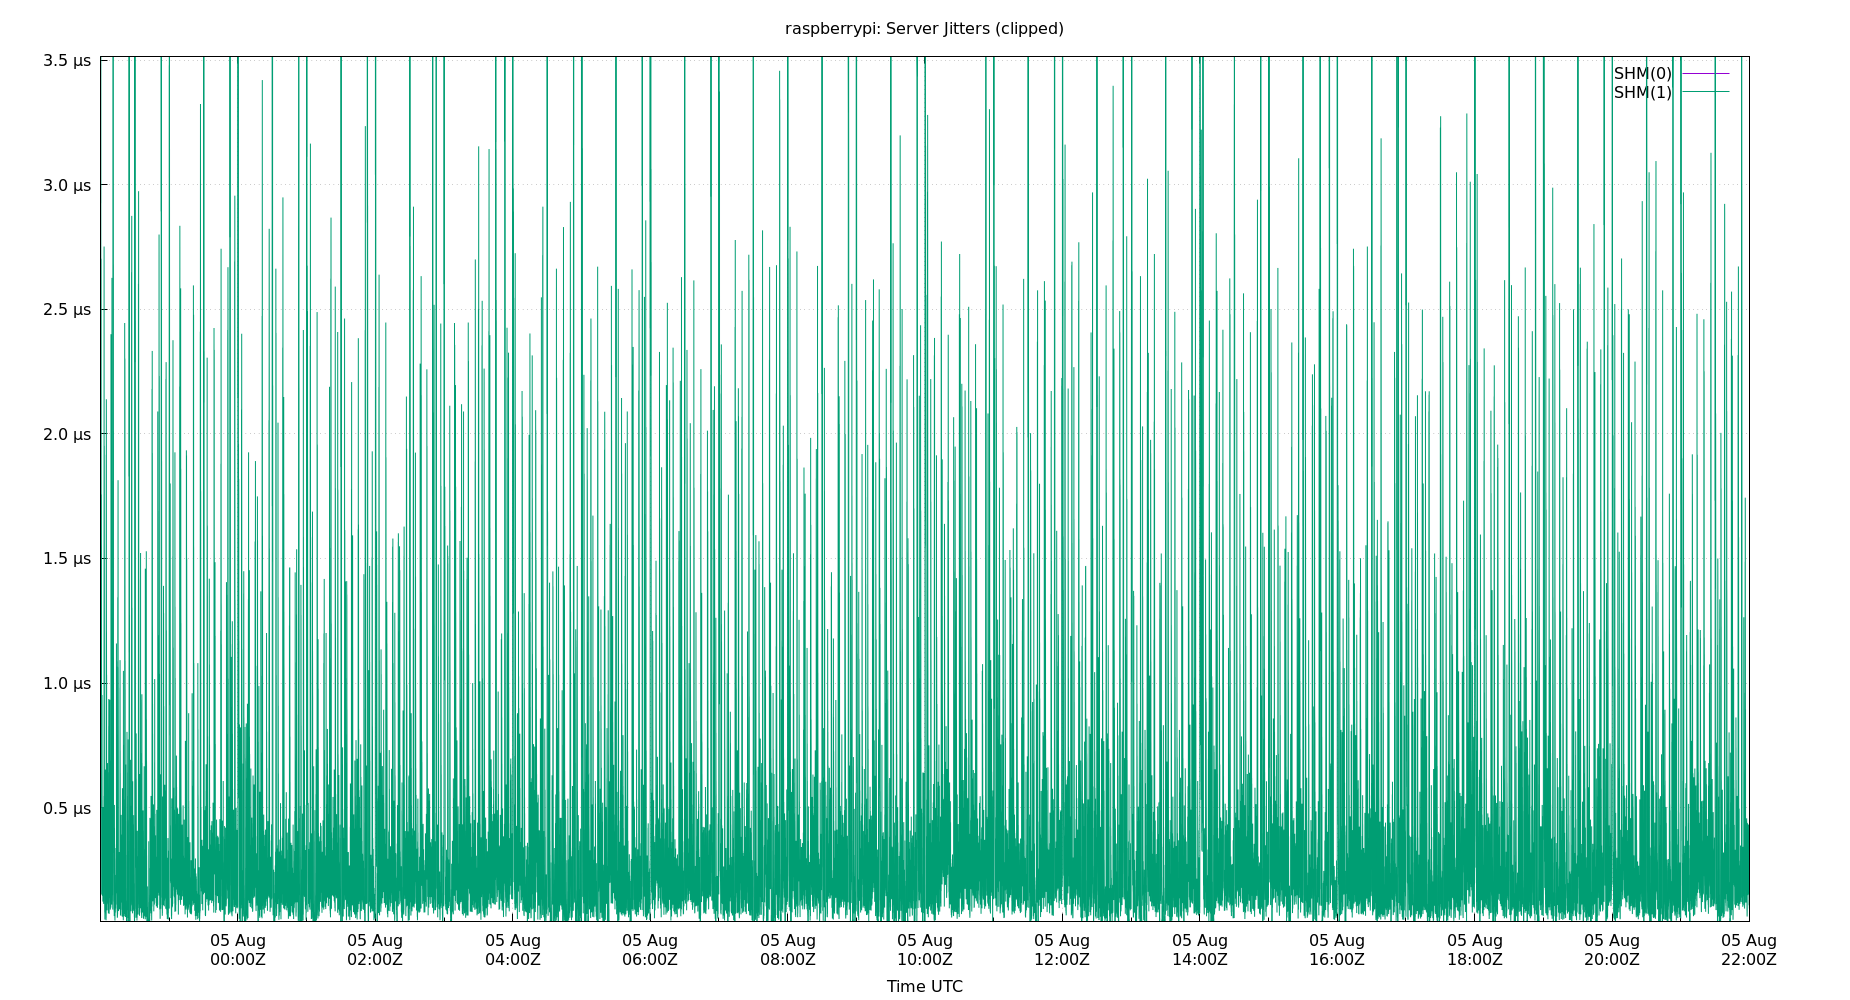 raspberrypi: Server Jitters (clipped)
3.5 µs
3.0 µs
2.5 µs
2.0 µs
1.5 µs
1.0 µs
0.5 µs
SHM(0)
SHM(1)
05 Aug 05 Aug 05 Aug 05 Aug 05 Aug 05 Aug 05 Aug 05 Aug 05 Aug 05 Aug 05 Aug 05 Aug
00:00Z 02:00Z 04:00Z 06:00Z 08:00Z 10:00Z 12:00Z 14:00Z 16:00Z 18:00Z 20:00Z 22:00Z
Time UTC